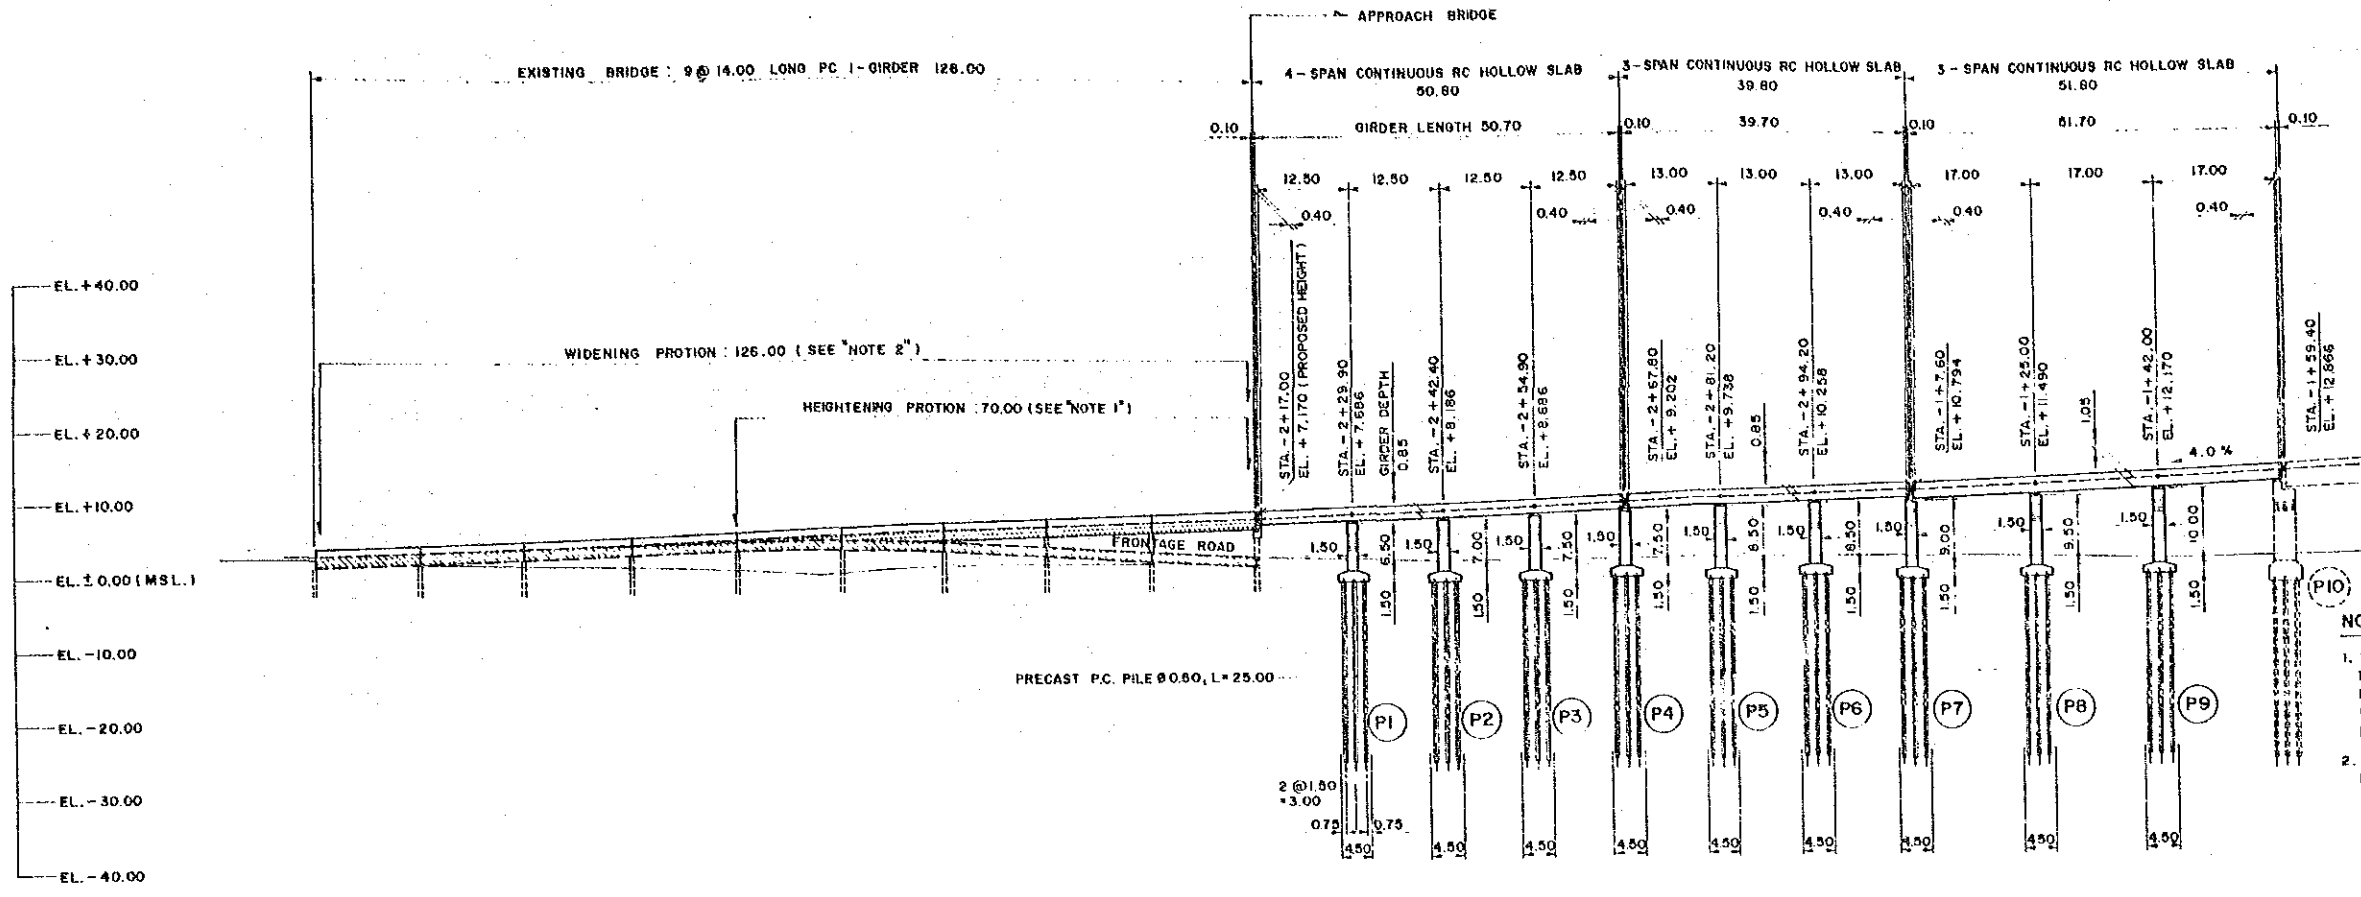 APPROACH BRIDGE
EXISTING BRIDGE : 9 @ 14.00 LONG PC I-GIRDER 126.00
4-SPAN CONTINUOUS RC HOLLOW SLAB
50.80
3-SPAN CONTINUOUS RC HOLLOW SLAB
39.80
3-SPAN CONTINUOUS RC HOLLOW SLAB
51.80
0.10 GIRDER LENGTH 50.70 0.10 39.70 0.10 51.70 0.10
12.50 12.50 12.50 12.50 13.00 13.00 13.00 17.00 17.00 17.00
0.40 0.40 0.40 0.40 0.40 0.40
EL.+40.00
EL.+30.00
EL.+20.00
EL.+10.00
EL.±0.00 (MSL.)
EL.-10.00
EL.-20.00
EL.-30.00
EL.-40.00
WIDENING PROTION : 126.00 (SEE "NOTE 2")
HEIGHTENING PROTION : 70.00 (SEE "NOTE 1")
STA.-2+17.00
EL.+7.170 (PROPOSED HEIGHT)
STA.-2+29.90
EL.+7.686
GIRDER DEPTH
0.85
STA.-2+42.40
EL.+8.186
STA.-2+54.90
EL.+8.686
STA.-2+67.80
EL.+9.202
STA.-2+81.20
EL.+9.738
0.85
STA.-2+94.20
EL.+10.258
STA.-1+7.60
EL.+10.794
STA.-1+25.00
EL.+11.490
1.05
STA.-1+42.00
EL.+12.170
4.0 %
STA.-1+59.40
EL.+12.866
FRONTAGE ROAD
1.50 1.50 1.50 1.50 1.50 1.50 1.50 1.50 1.50
6.50 7.00 7.50 7.50 8.50 8.50 9.00 9.50 10.00
1.50 1.50 1.50 1.50 1.50 1.50 1.50 1.50 1.50
P10
NO
1.
2.
PRECAST P.C. PILE Ø0.60, L=25.00
P1 P2 P3 P4 P5 P6 P7 P8 P9
2 @1.50
=3.00
0.75 0.75
4.50 4.50 4.50 4.50 4.50 4.50 4.50 4.50 4.50